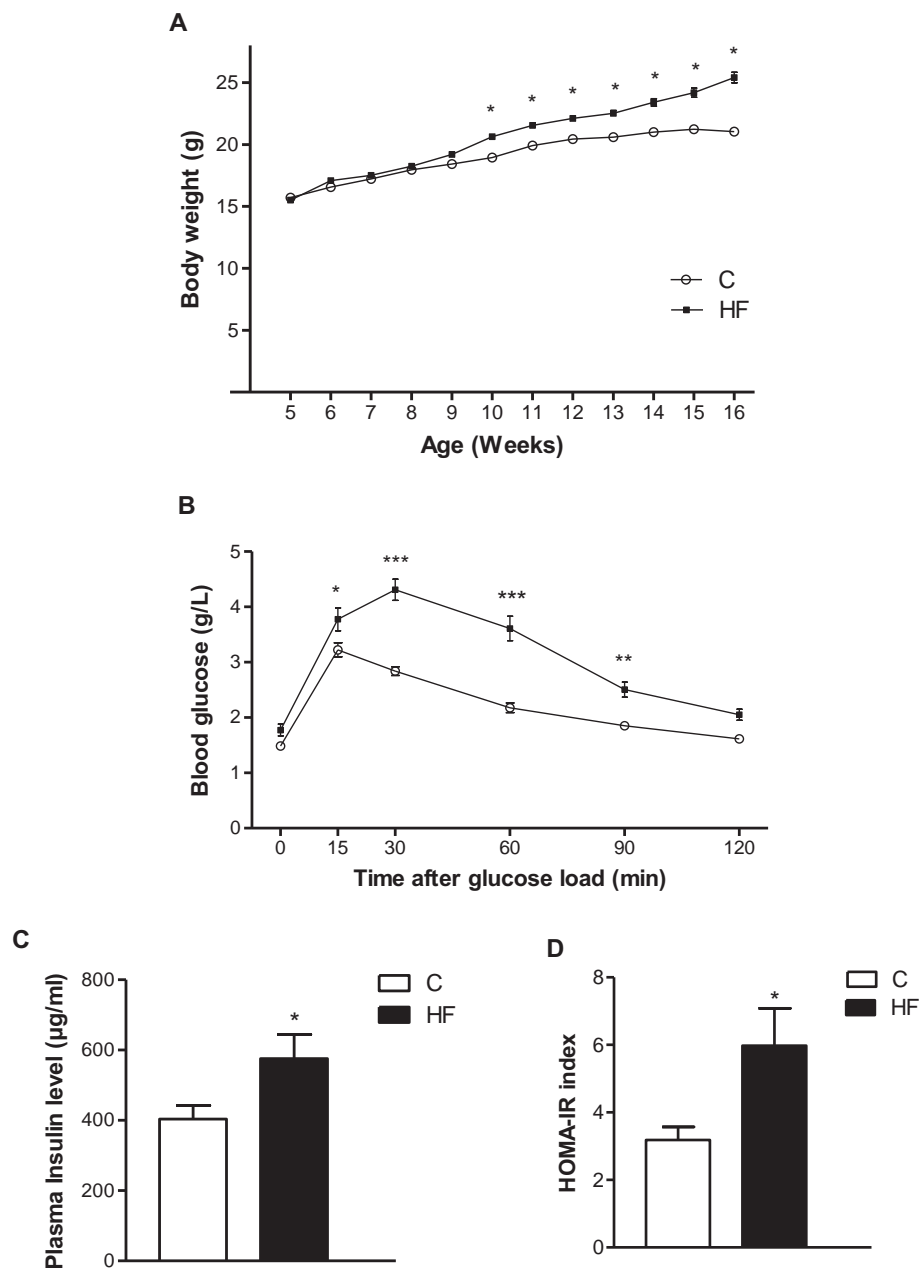 A
* * * * * * *
25
20
15
10
5
Body weight (g)
C
HF
5 6 7 8 9 10 11 12 13 14 15 16
Age (Weeks)
B
5
4
3
2
1
0
Blood glucose (g/L)
* *** *** **
0 15 30 60 90 120
Time after glucose load (min)
C
800
600
400
200
0
Plasma Insulin level (µg/ml)
*
C
HF
D
8
6
4
2
0
HOMA-IR index
*
C
HF